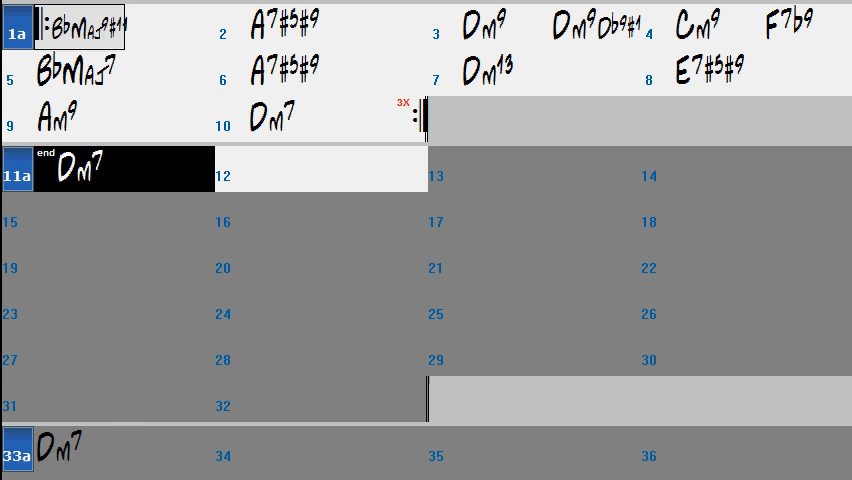 1a BbMAJ9#11 2 A7#5#9 3 Dm9 Dm9 Db9#1 4 Cm9 F7b9
5 BbMAJ7 6 A7#5#9 7 Dm13 8 E7#5#9
9 Am9 10 Dm7 3X
11a end Dm7 12 13 14
15 16 17 18
19 20 21 22
23 24 25 26
27 28 29 30
31 32
33a Dm7 34 35 36